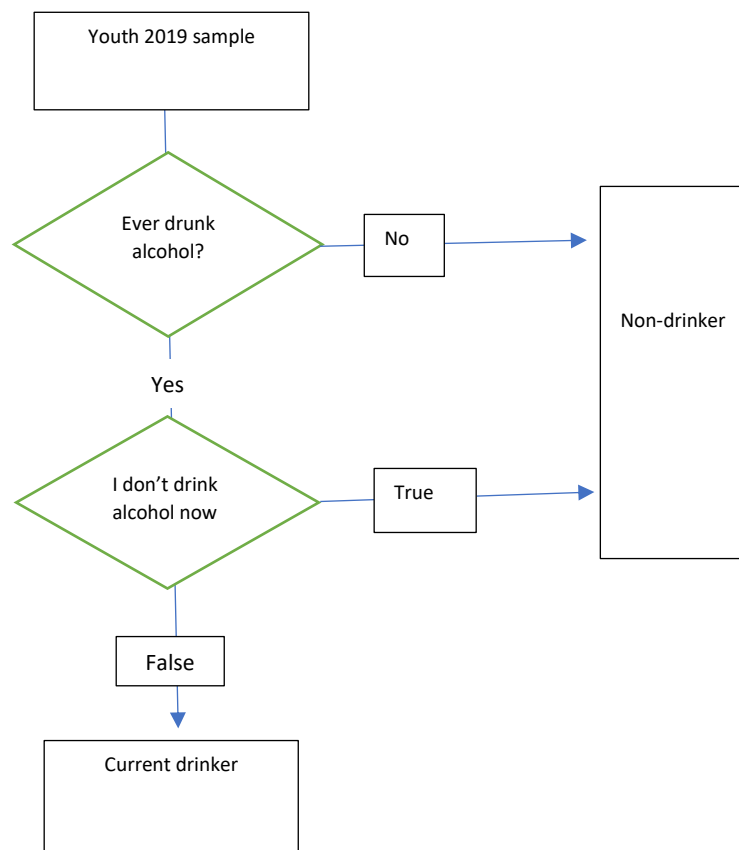 Youth 2019 sample
Ever drunk
alcohol?
No
Non-drinker
Yes
I don’t drink
alcohol now
True
False
Current drinker